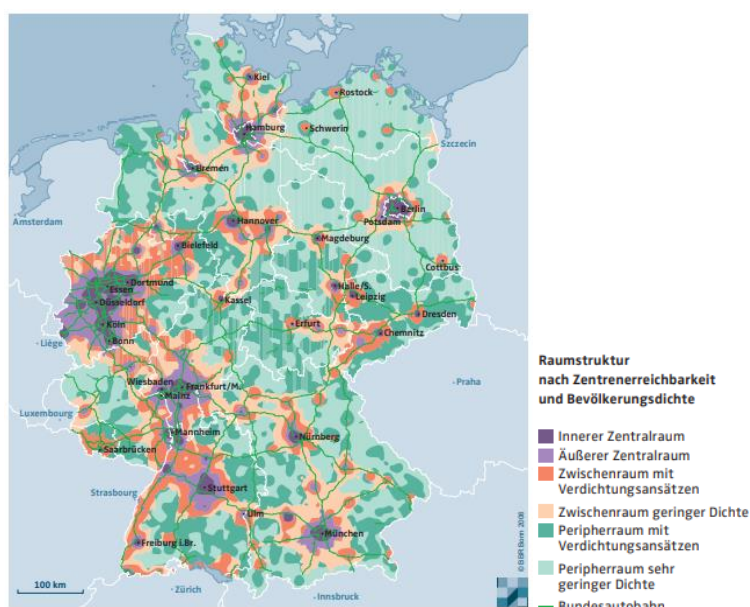 Kiel
Rostock
Hamburg
Schwerin
Szczecin
Bremen
Amsterdam
Berlin
Potsdam
Hannover
Magdeburg
Bielefeld
Cottbus
Dortmund
Essen
Düsseldorf
Halle/S.
Leipzig
Kassel
Köln
Bonn
Erfurt
Dresden
Chemnitz
Liège
Wiesbaden
Frankfurt/M.
Mainz
Praha
Luxembourg
Mannheim
Saarbrücken
Nürnberg
Strasbourg
Stuttgart
Ulm
München
Freiburg i.Br.
Zürich
Innsbruck
100 km
© BBR Bonn 2008
Raumstruktur
nach Zentrenerreichbarkeit
und Bevölkerungsdichte
Innerer Zentralraum
Äußerer Zentralraum
Zwischenraum mit
Verdichtungsansätzen
Zwischenraum geringer Dichte
Peripherraum mit
Verdichtungsansätzen
Peripherraum sehr
geringer Dichte
Bundesautobahn